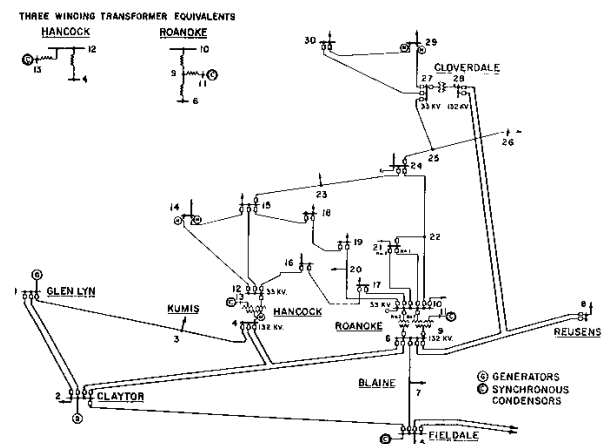 THREE WINDING TRANSFORMER EQUIVALENTS
HANCOCK
ROANOKE
12
13
4
10
9
11
6
30
29
CLOVERDALE
27
28
33 KV.
132 KV.
25
26
24
23
14
15
18
19
22
21
16
20
17
12
33 KV.
13
HANCOCK
4
132 KV.
33 KV.
10
11
ROANOKE
9
6
132 KV.
8
REUSENS
1
GLEN LYN
KUMIS
3
2
CLAYTOR
BLAINE
7
FIELDALE
G GENERATORS
C SYNCHRONOUS
CONDENSORS